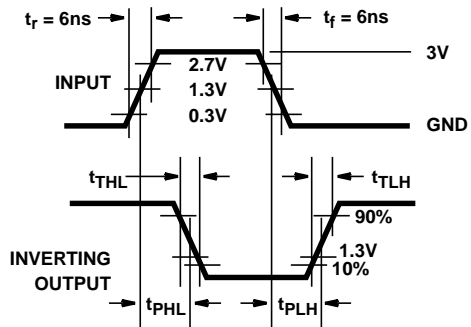 tr = 6ns
tf = 6ns
3V
INPUT
2.7V
1.3V
0.3V
GND
tTHL
tTLH
90%
INVERTING
OUTPUT
1.3V
10%
tPHL
tPLH